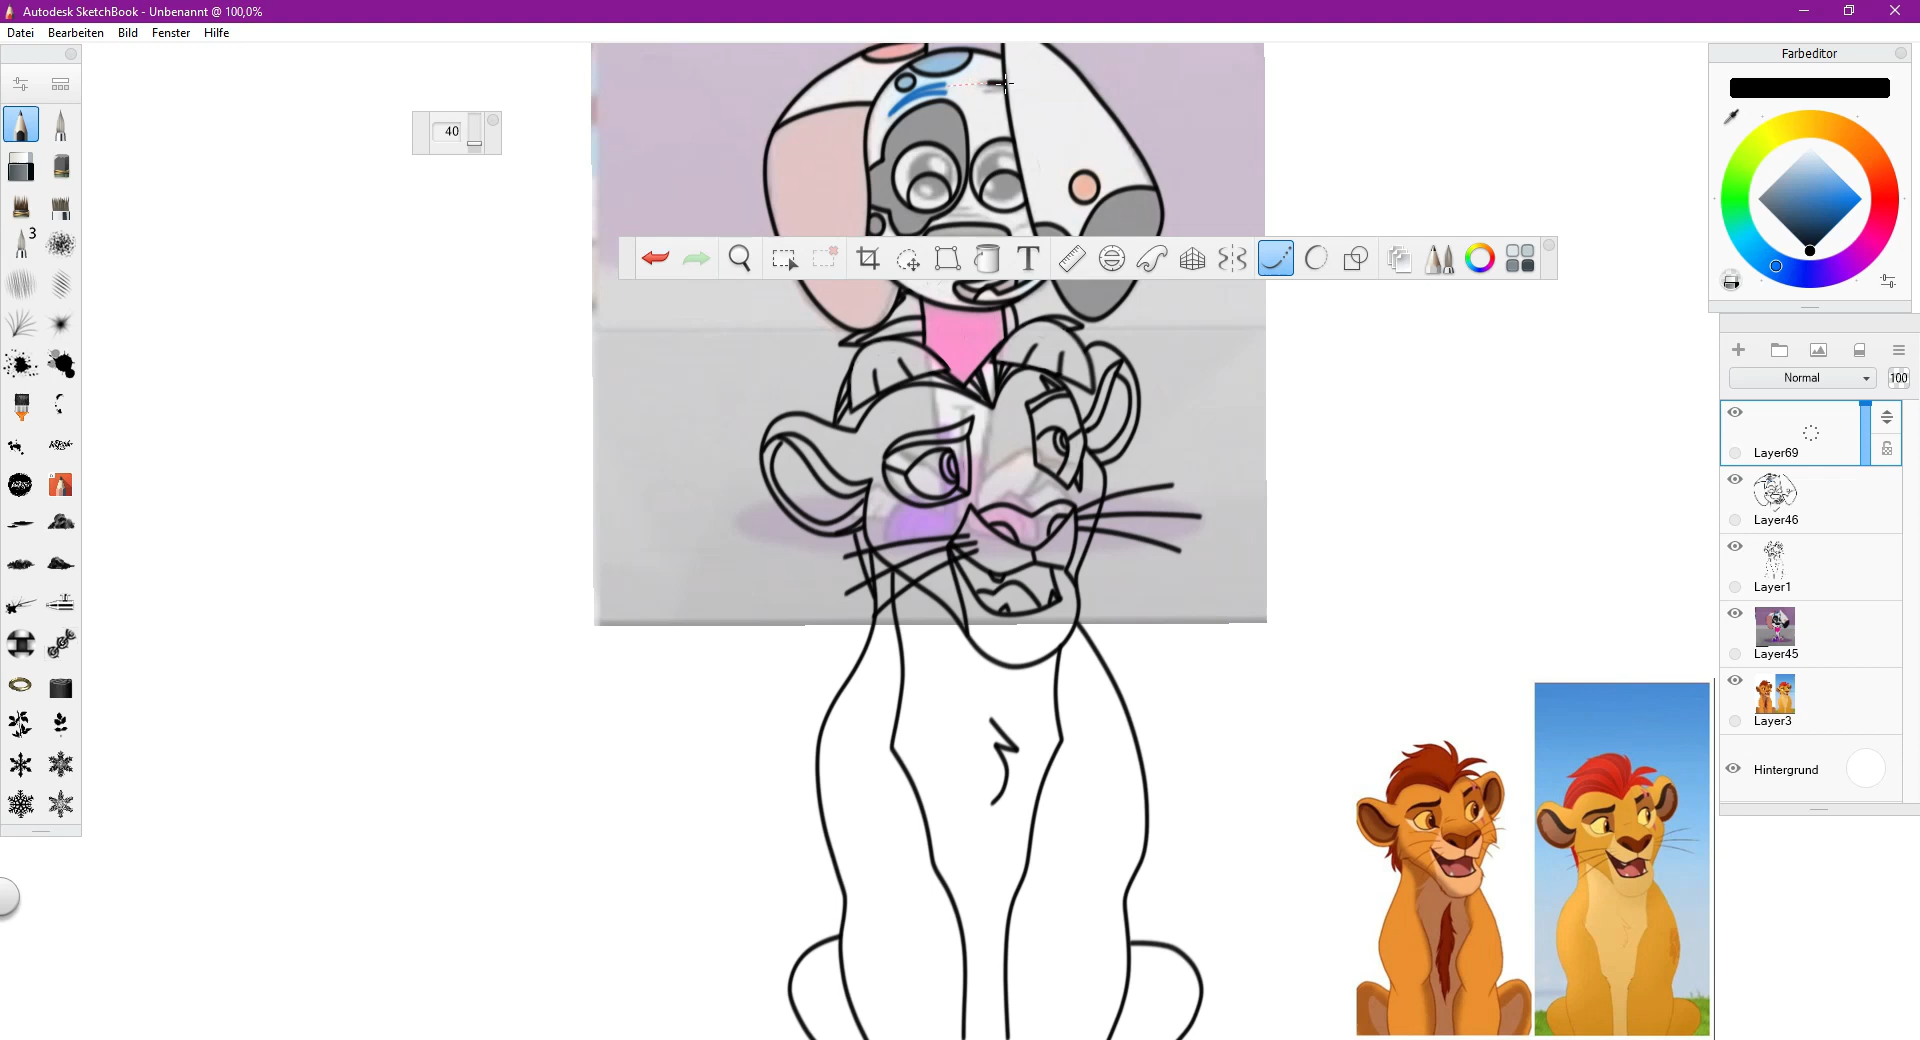 Autodesk SketchBook - Unbenannt @ 100,0%
Datei Bearbeiten Bild Fenster Hilfe
Farbeditor
40
3
T
Normal 100
Layer69
Layer46
Layer1
Layer45
Layer3
Hintergrund